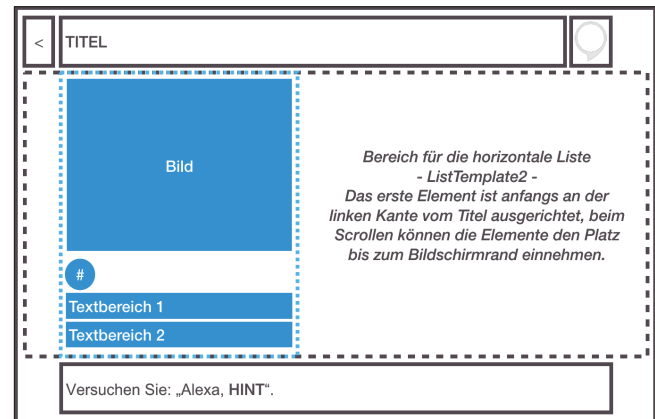 < TITEL
Bild
Bereich für die horizontale Liste
- ListTemplate2 -
Das erste Element ist anfangs an der
linken Kante vom Titel ausgerichtet, beim
Scrollen können die Elemente den Platz
bis zum Bildschirmrand einnehmen.
#
Textbereich 1
Textbereich 2
Versuchen Sie: „Alexa, HINT“.